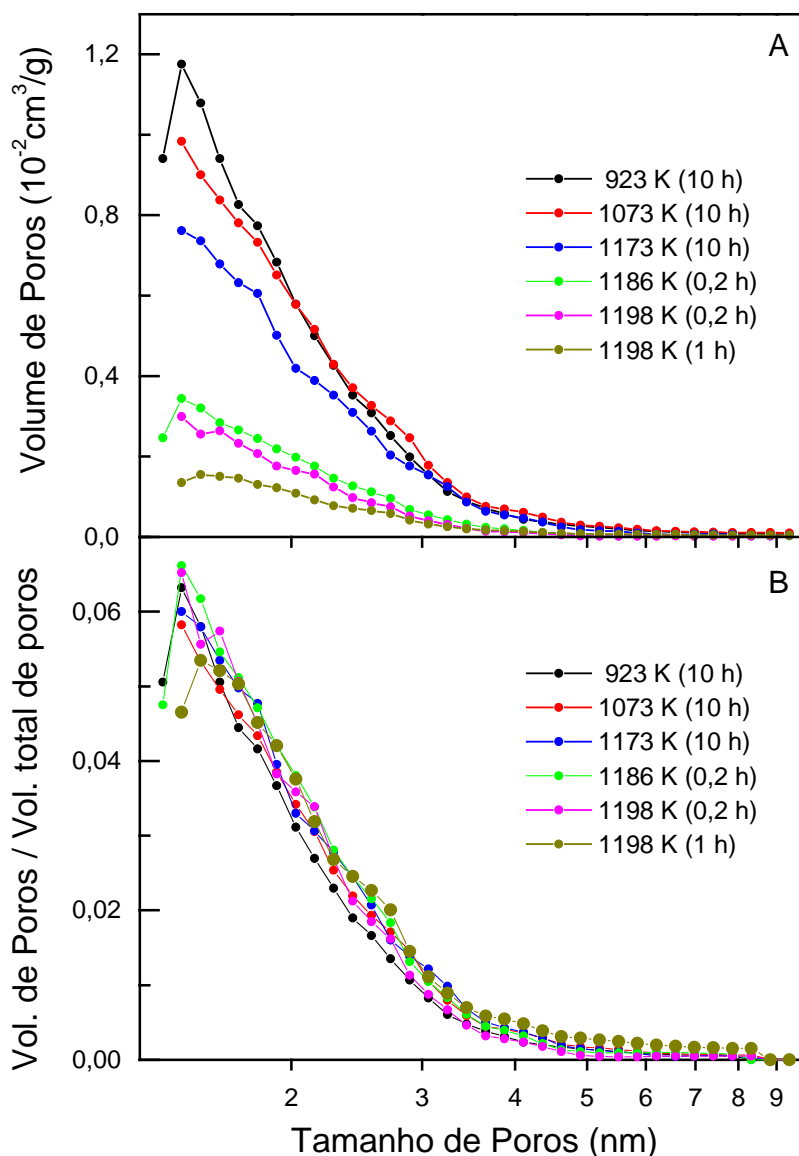 A
Volume de Poros (10-2cm3/g)
1,2
0,8
0,4
0,0
923 K (10 h)
1073 K (10 h)
1173 K (10 h)
1186 K (0,2 h)
1198 K (0,2 h)
1198 K (1 h)
B
Vol. de Poros / Vol. total de poros
0,06
0,04
0,02
0,00
923 K (10 h)
1073 K (10 h)
1173 K (10 h)
1186 K (0,2 h)
1198 K (0,2 h)
1198 K (1 h)
2 3 4 5 6 7 8 9
Tamanho de Poros (nm)